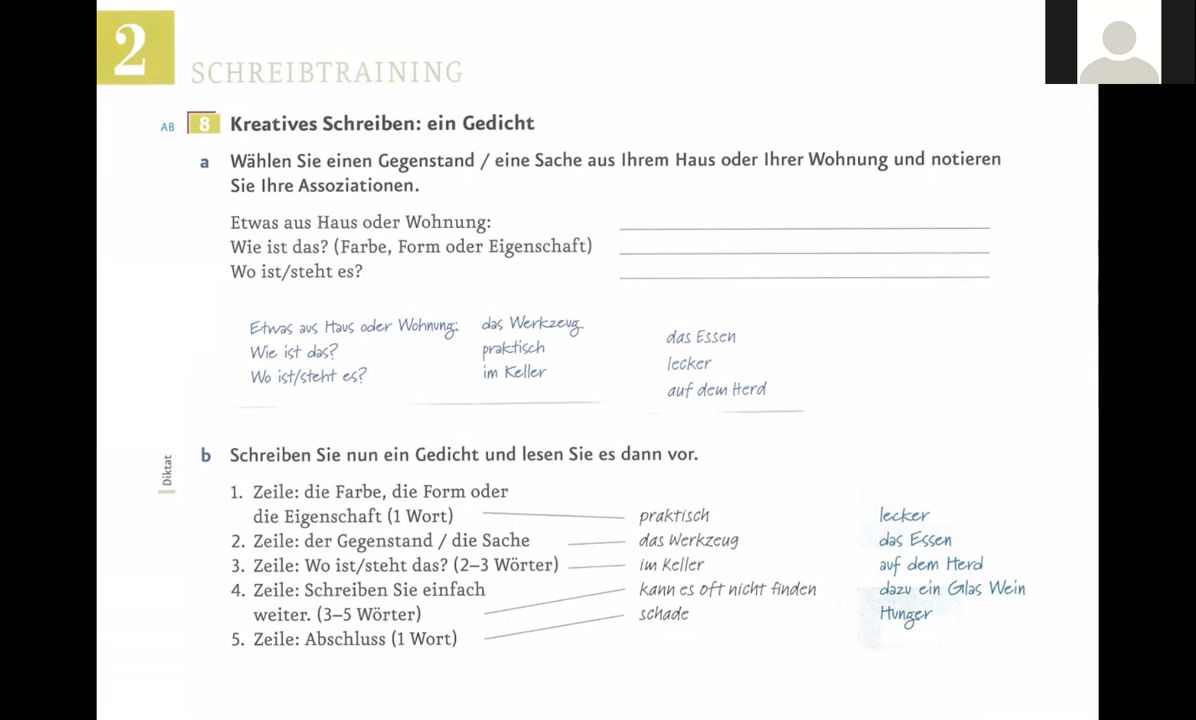 2
SCHREIBTRAINING
AB 8 Kreatives Schreiben: ein Gedicht
a Wählen Sie einen Gegenstand / eine Sache aus Ihrem Haus oder Ihrer Wohnung und notieren
Sie Ihre Assoziationen.
Etwas aus Haus oder Wohnung:
Wie ist das? (Farbe, Form oder Eigenschaft)
Wo ist/steht es?
Etwas aus Haus oder Wohnung: das Werkzeug
Wie ist das? praktisch
Wo ist/steht es? im Keller
das Essen
lecker
auf dem Herd
Diktat
b Schreiben Sie nun ein Gedicht und lesen Sie es dann vor.
1. Zeile: die Farbe, die Form oder
die Eigenschaft (1 Wort) praktisch lecker
2. Zeile: der Gegenstand / die Sache das Werkzeug das Essen
3. Zeile: Wo ist/steht das? (2–3 Wörter) im Keller auf dem Herd
4. Zeile: Schreiben Sie einfach kann es oft nicht finden dazu ein Glas Wein
weiter. (3–5 Wörter) schade Hunger
5. Zeile: Abschluss (1 Wort)